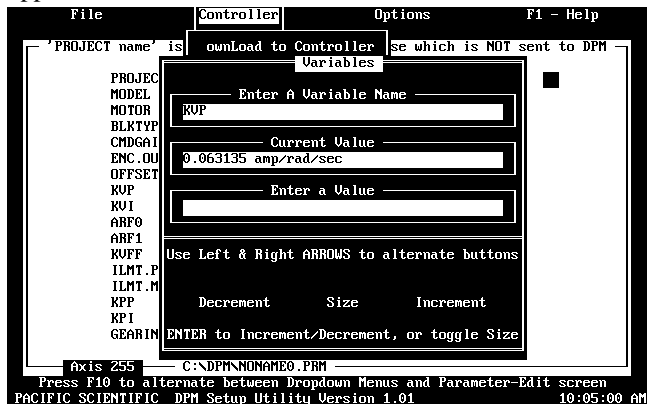 File Controller Options F1 - Help
'PROJECT name' is ownLoad to Controller se which is NOT sent to DPM
Variables
PROJEC
MODEL
MOTOR
BLKTYP
CMDGAI
ENC.OU
OFFSET
KVP
KVI
ARF0
ARF1
KVFF
ILMT.P
ILMT.M
KPP
KPI
GEARIN
Enter A Variable Name
KVP
Current Value
0.063135 amp/rad/sec
Enter a Value
Use Left & Right ARROWS to alternate buttons
Decrement Size Increment
ENTER to Increment/Decrement, or toggle Size
Axis 255 C:\DPM\NONAME0.PRM
Press F10 to alternate between Dropdown Menus and Parameter-Edit screen
PACIFIC SCIENTIFIC DPM Setup Utility Version 1.01 10:05:00 AM